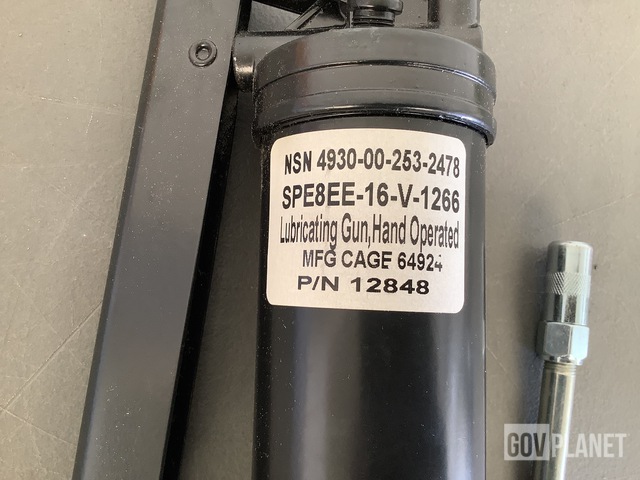 NSN 4930-00-253-2478
SPE8EE-16-V-1266
Lubricating Gun,Hand Operated
MFG CAGE 64924
P/N 12848
GOVPLANET